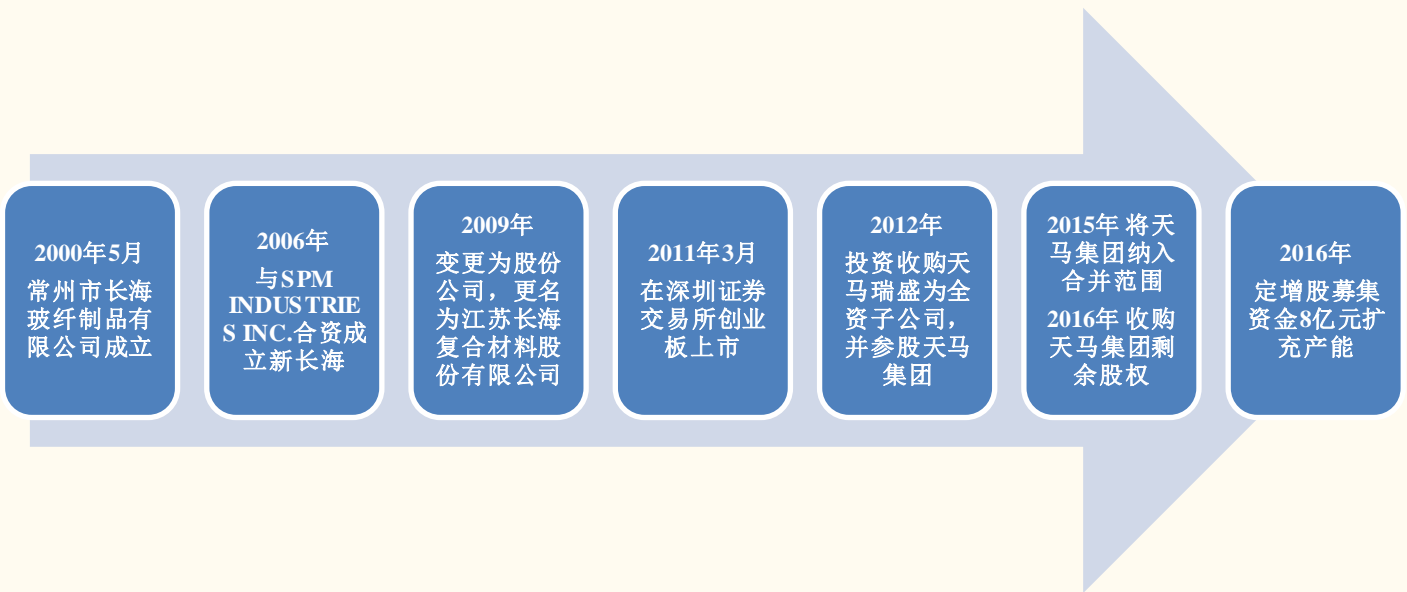 2000年5月
常州市长海
玻纤制品有
限公司成立
2006年
与SPM
INDUSTRIE
S INC.合资成
立新长海
2009年
变更为股份
公司，更名
为江苏长海
复合材料股
份有限公司
2011年3月
在深圳证券
交易所创业
板上市
2012年
投资收购天
马瑞盛为全
资子公司，
并参股天马
集团
2015年 将天
马集团纳入
合并范围
2016年 收购
天马集团剩
余股权
2016年
定增股募集
资金8亿元扩
充产能